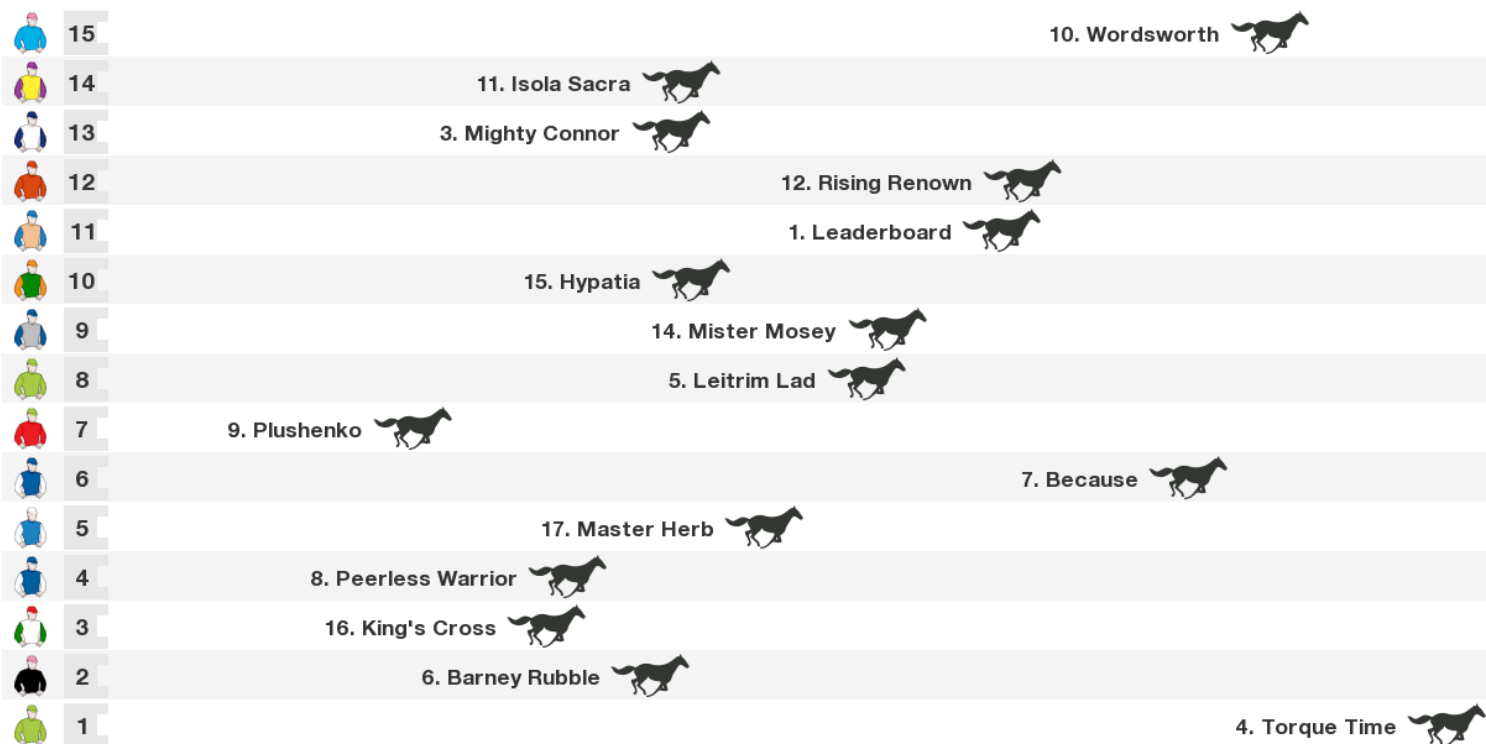 15 10. Wordsworth
14 11. Isola Sacra
13 3. Mighty Connor
12 12. Rising Renown
11 1. Leaderboard
10 15. Hypatia
9 14. Mister Mosey
8 5. Leitrim Lad
7 9. Plushenko
6 7. Because
5 17. Master Herb
4 8. Peerless Warrior
3 16. King's Cross
2 6. Barney Rubble
1 4. Torque Time